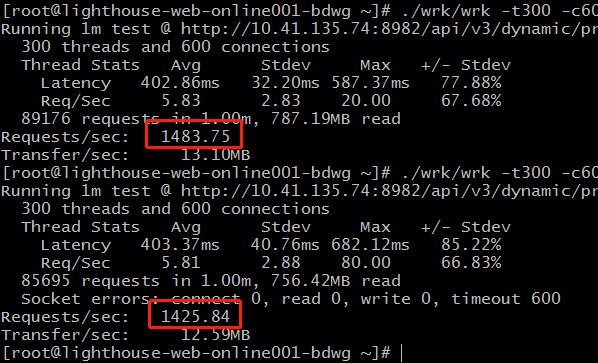 [root@lighthouse-web-online001-bdwg ~]# ./wrk/wrk -t300 -c60
Running 1m test @ http://10.41.135.74:8982/api/v3/dynamic/pr
300 threads and 600 connections
Thread Stats Avg Stdev Max +/- Stdev
Latency 402.86ms 32.20ms 587.37ms 77.88%
Req/Sec 5.83 2.83 20.00 67.68%
89176 requests in 1.00m, 787.19MB read
Requests/sec: 1483.75
Transfer/sec: 13.10MB
[root@lighthouse-web-online001-bdwg ~]# ./wrk/wrk -t300 -c60
Running 1m test @ http://10.41.135.74:8982/api/v3/dynamic/pr
300 threads and 600 connections
Thread Stats Avg Stdev Max +/- Stdev
Latency 403.37ms 40.76ms 682.12ms 85.22%
Req/Sec 5.81 2.88 80.00 66.83%
85695 requests in 1.00m, 756.42MB read
Socket errors: connect 0, read 0, write 0, timeout 600
Requests/sec: 1425.84
Transfer/sec: 12.59MB
[root@lighthouse-web-online001-bdwg ~]#